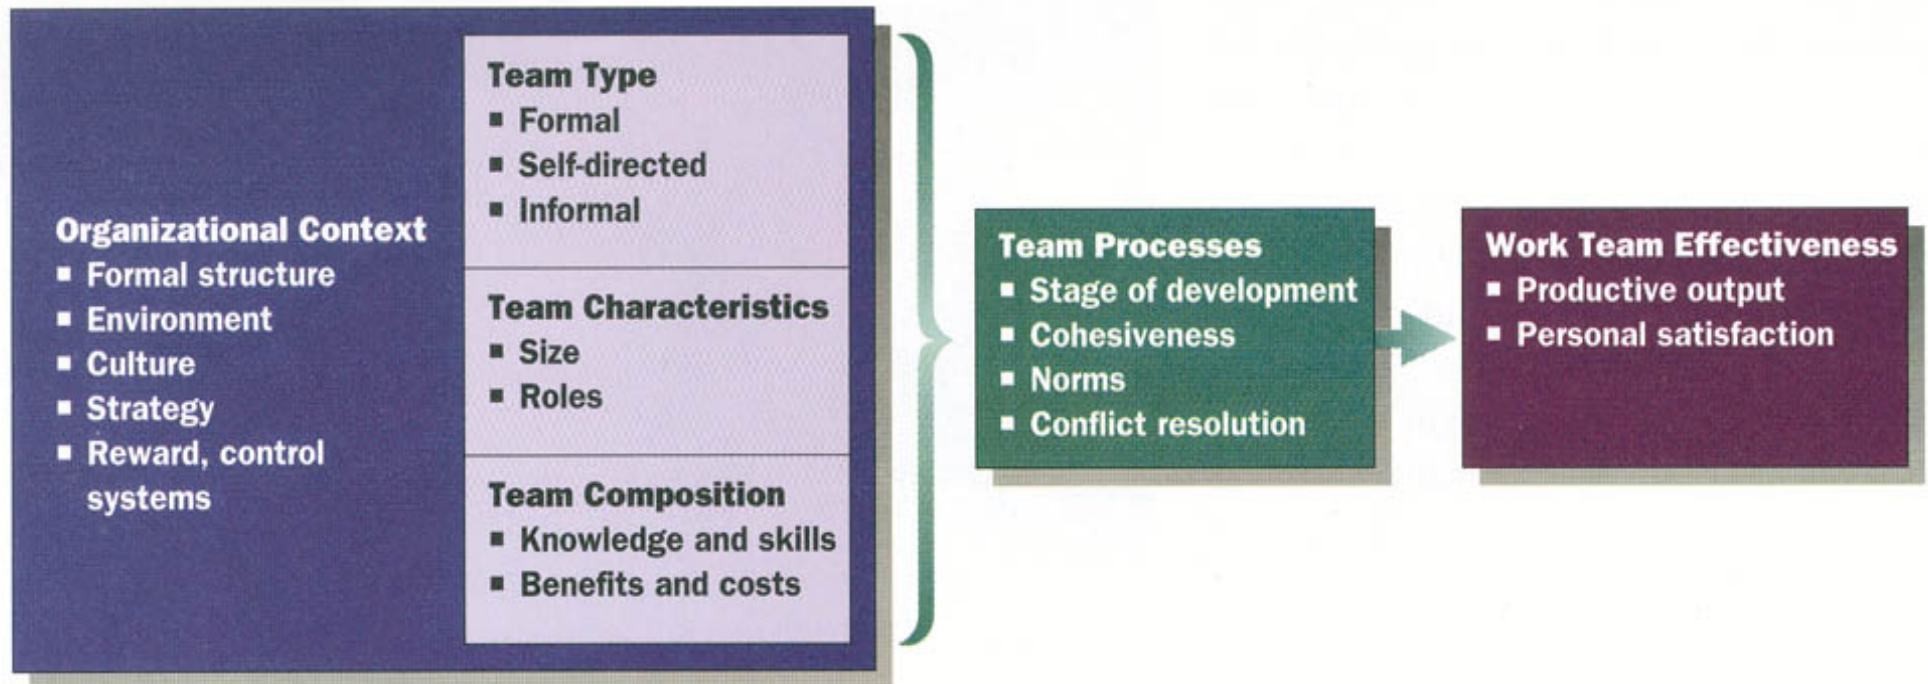 Organizational Context
▪ Formal structure
▪ Environment
▪ Culture
▪ Strategy
▪ Reward, control
systems
Team Type
▪ Formal
▪ Self-directed
▪ Informal
Team Characteristics
▪ Size
▪ Roles
Team Composition
▪ Knowledge and skills
▪ Benefits and costs
Team Processes
▪ Stage of development
▪ Cohesiveness
▪ Norms
▪ Conflict resolution
Work Team Effectiveness
▪ Productive output
▪ Personal satisfaction